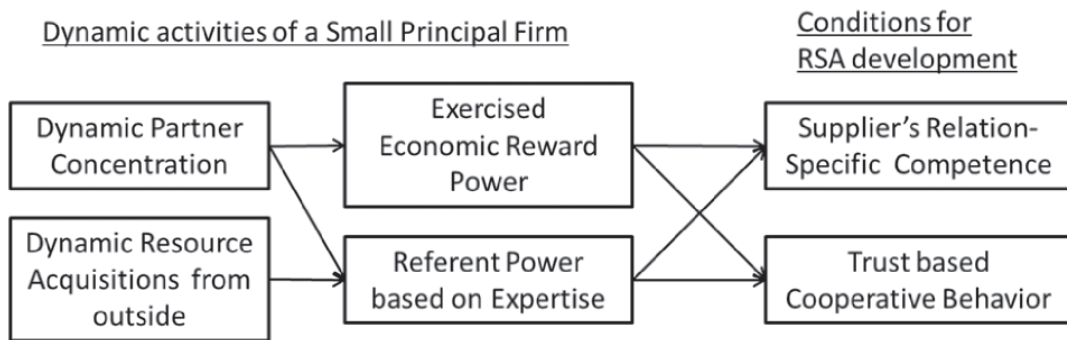 Dynamic activities of a Small Principal Firm
Conditions for
RSA development
Dynamic Partner
Concentration
Exercised
Economic Reward
Power
Supplier's Relation-
Specific Competence
Dynamic Resource
Acquisitions from
outside
Referent Power
based on Expertise
Trust based
Cooperative Behavior